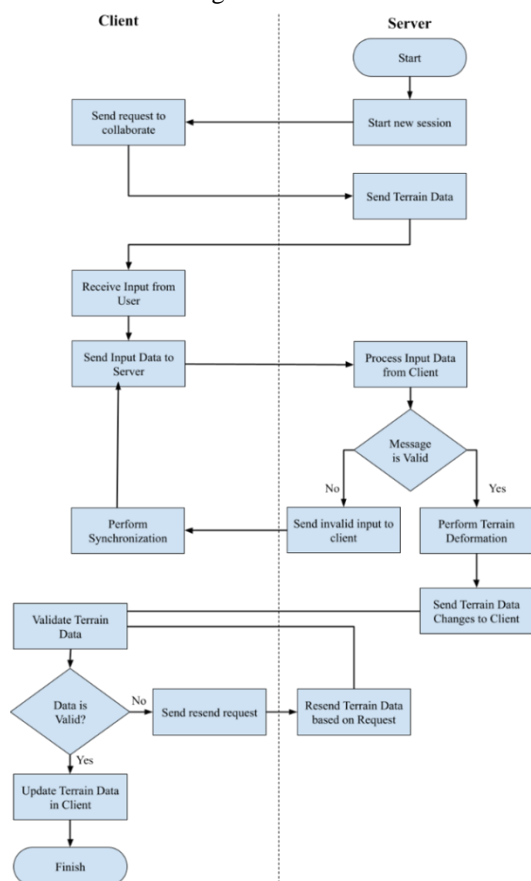 Client
Server
Start
Send request to
collaborate
Start new session
Send Terrain Data
Receive Input from
User
Send Input Data to
Server
Process Input Data
from Client
Message
is Valid
No
Yes
Perform
Synchronization
Send invalid input to
client
Perform Terrain
Deformation
Send Terrain Data
Changes to Client
Validate Terrain
Data
Data is
Valid?
No
Send resend request
Resend Terrain Data
based on Request
Yes
Update Terrain Data
in Client
Finish